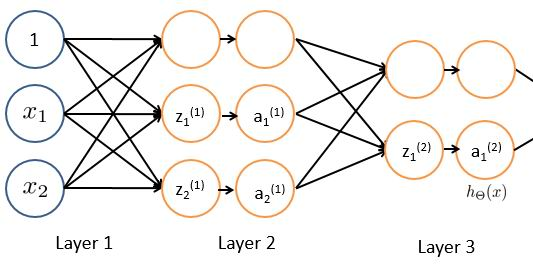 1
x₁ z₁⁽¹⁾ a₁⁽¹⁾
x₂ z₂⁽¹⁾ a₂⁽¹⁾
z₁⁽²⁾ a₁⁽²⁾
h_Θ(x)
Layer 1 Layer 2 Layer 3